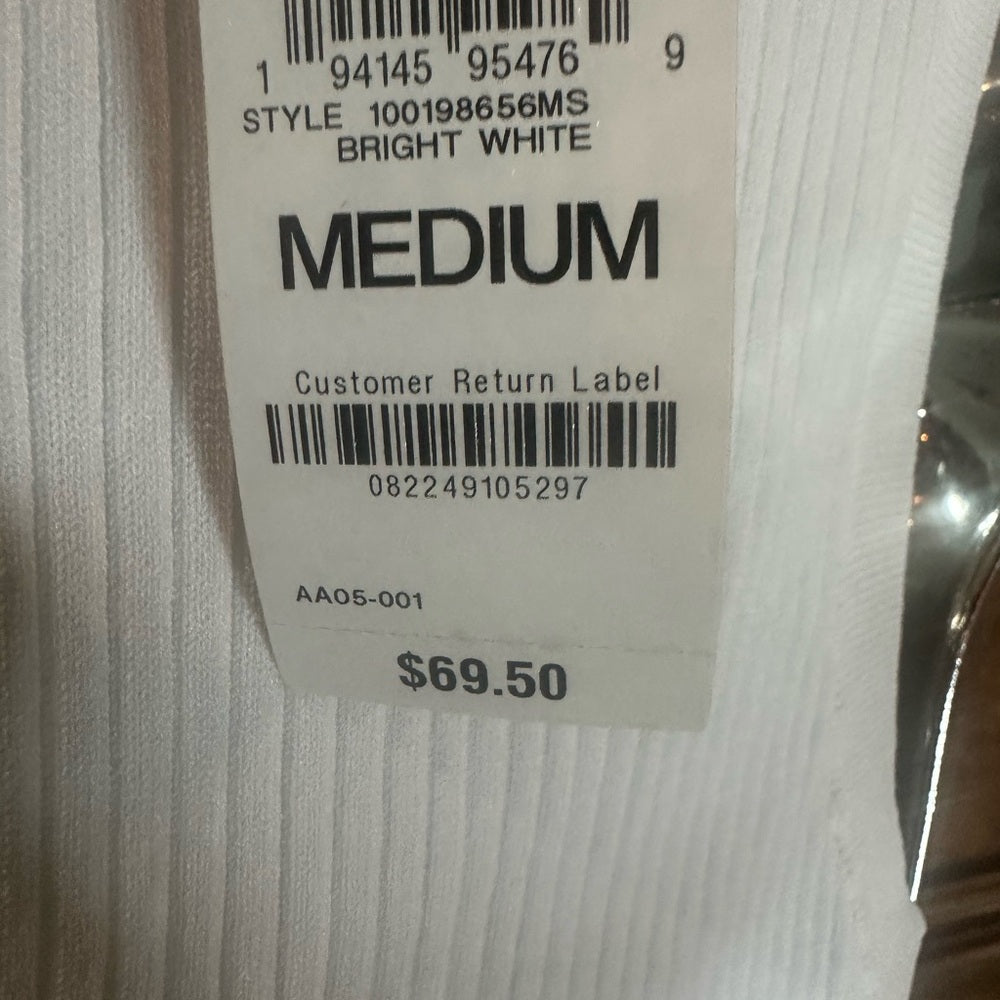 1 94145 95476 9
STYLE 100198656MS
BRIGHT WHITE
MEDIUM
Customer Return Label
082249105297
AA05-001
$69.50